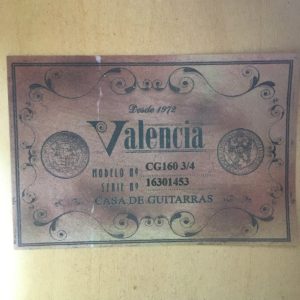 Desde 1972
Valencia
MODELO Nº CG160 3/4
SERIE Nº 16301453
CASA DE GUITARRAS